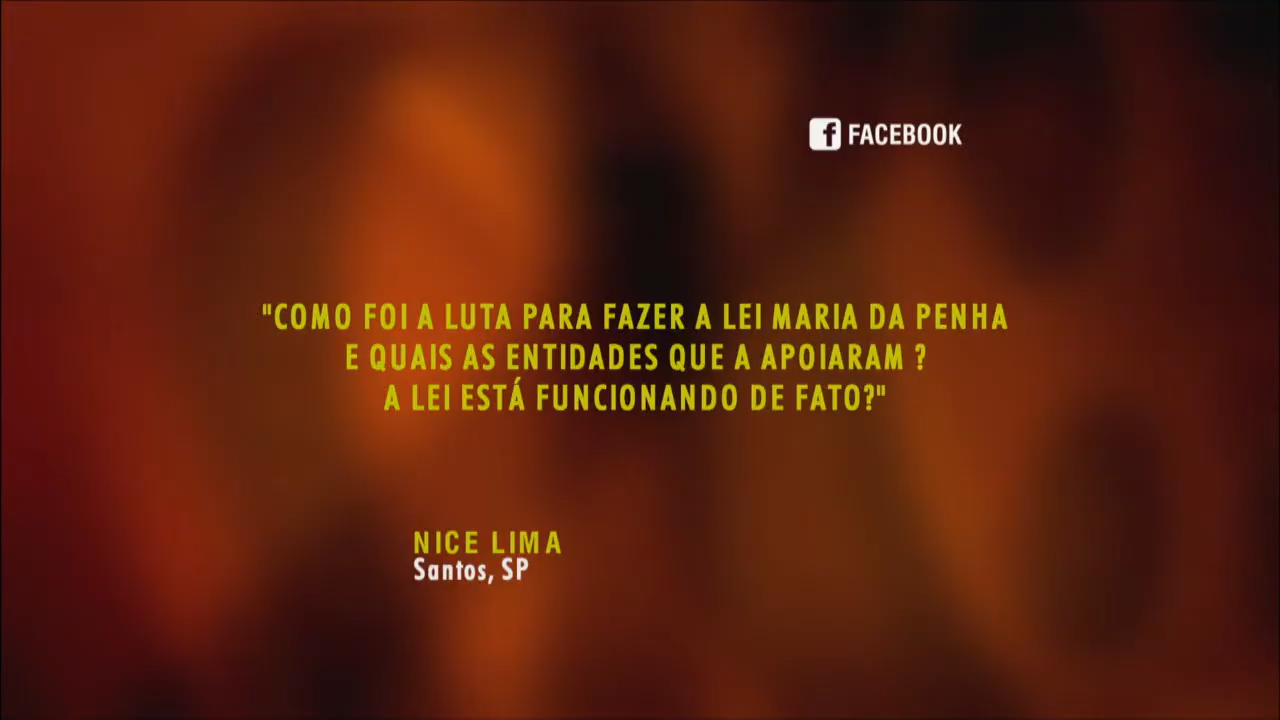 FACEBOOK
"COMO FOI A LUTA PARA FAZER A LEI MARIA DA PENHA
E QUAIS AS ENTIDADES QUE A APOIARAM ?
A LEI ESTÁ FUNCIONANDO DE FATO?"
NICE LIMA
Santos, SP